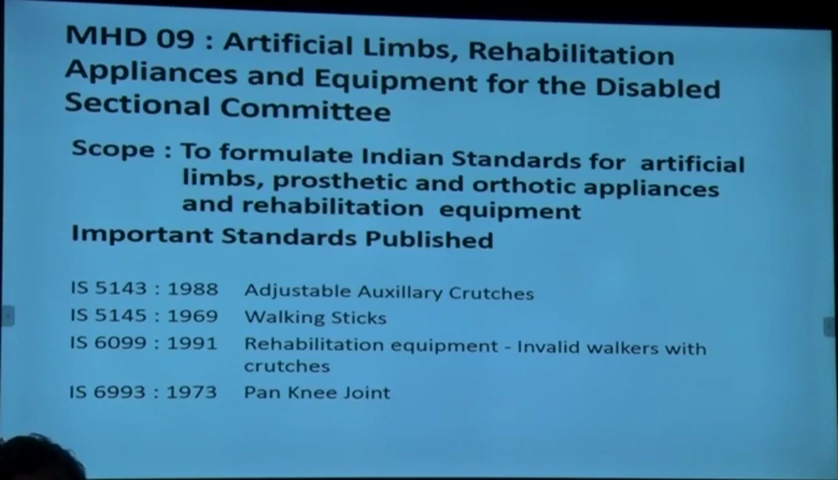 MHD 09 : Artificial Limbs, Rehabilitation
Appliances and Equipment for the Disabled
Sectional Committee
Scope : To formulate Indian Standards for artificial
limbs, prosthetic and orthotic appliances
and rehabilitation equipment
Important Standards Published
IS 5143 : 1988 Adjustable Auxillary Crutches
IS 5145 : 1969 Walking Sticks
IS 6099 : 1991 Rehabilitation equipment - Invalid walkers with
crutches
IS 6993 : 1973 Pan Knee Joint